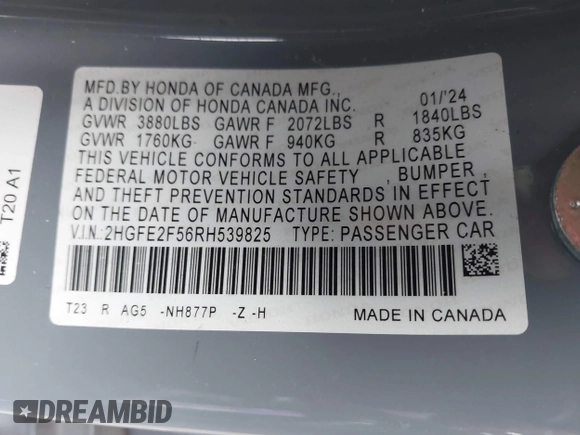 MFD.BY HONDA OF CANADA MFG.,
A DIVISION OF HONDA CANADA INC. 01/'24
GVWR 3880LBS GAWR F 2072LBS R 1840LBS
GVWR 1760KG GAWR F 940KG R 835KG
THIS VEHICLE CONFORMS TO ALL APPLICABLE
FEDERAL MOTOR VEHICLE SAFETY , BUMPER ,
AND THEFT PREVENTION STANDARDS IN EFFECT
ON THE DATE OF MANUFACTURE SHOWN ABOVE.
V.I.N.:2HGFE2F56RH539825 TYPE: PASSENGER CAR
T23 R AG5 -NH877P -Z -H MADE IN CANADA
T20 A1
DREAMBID